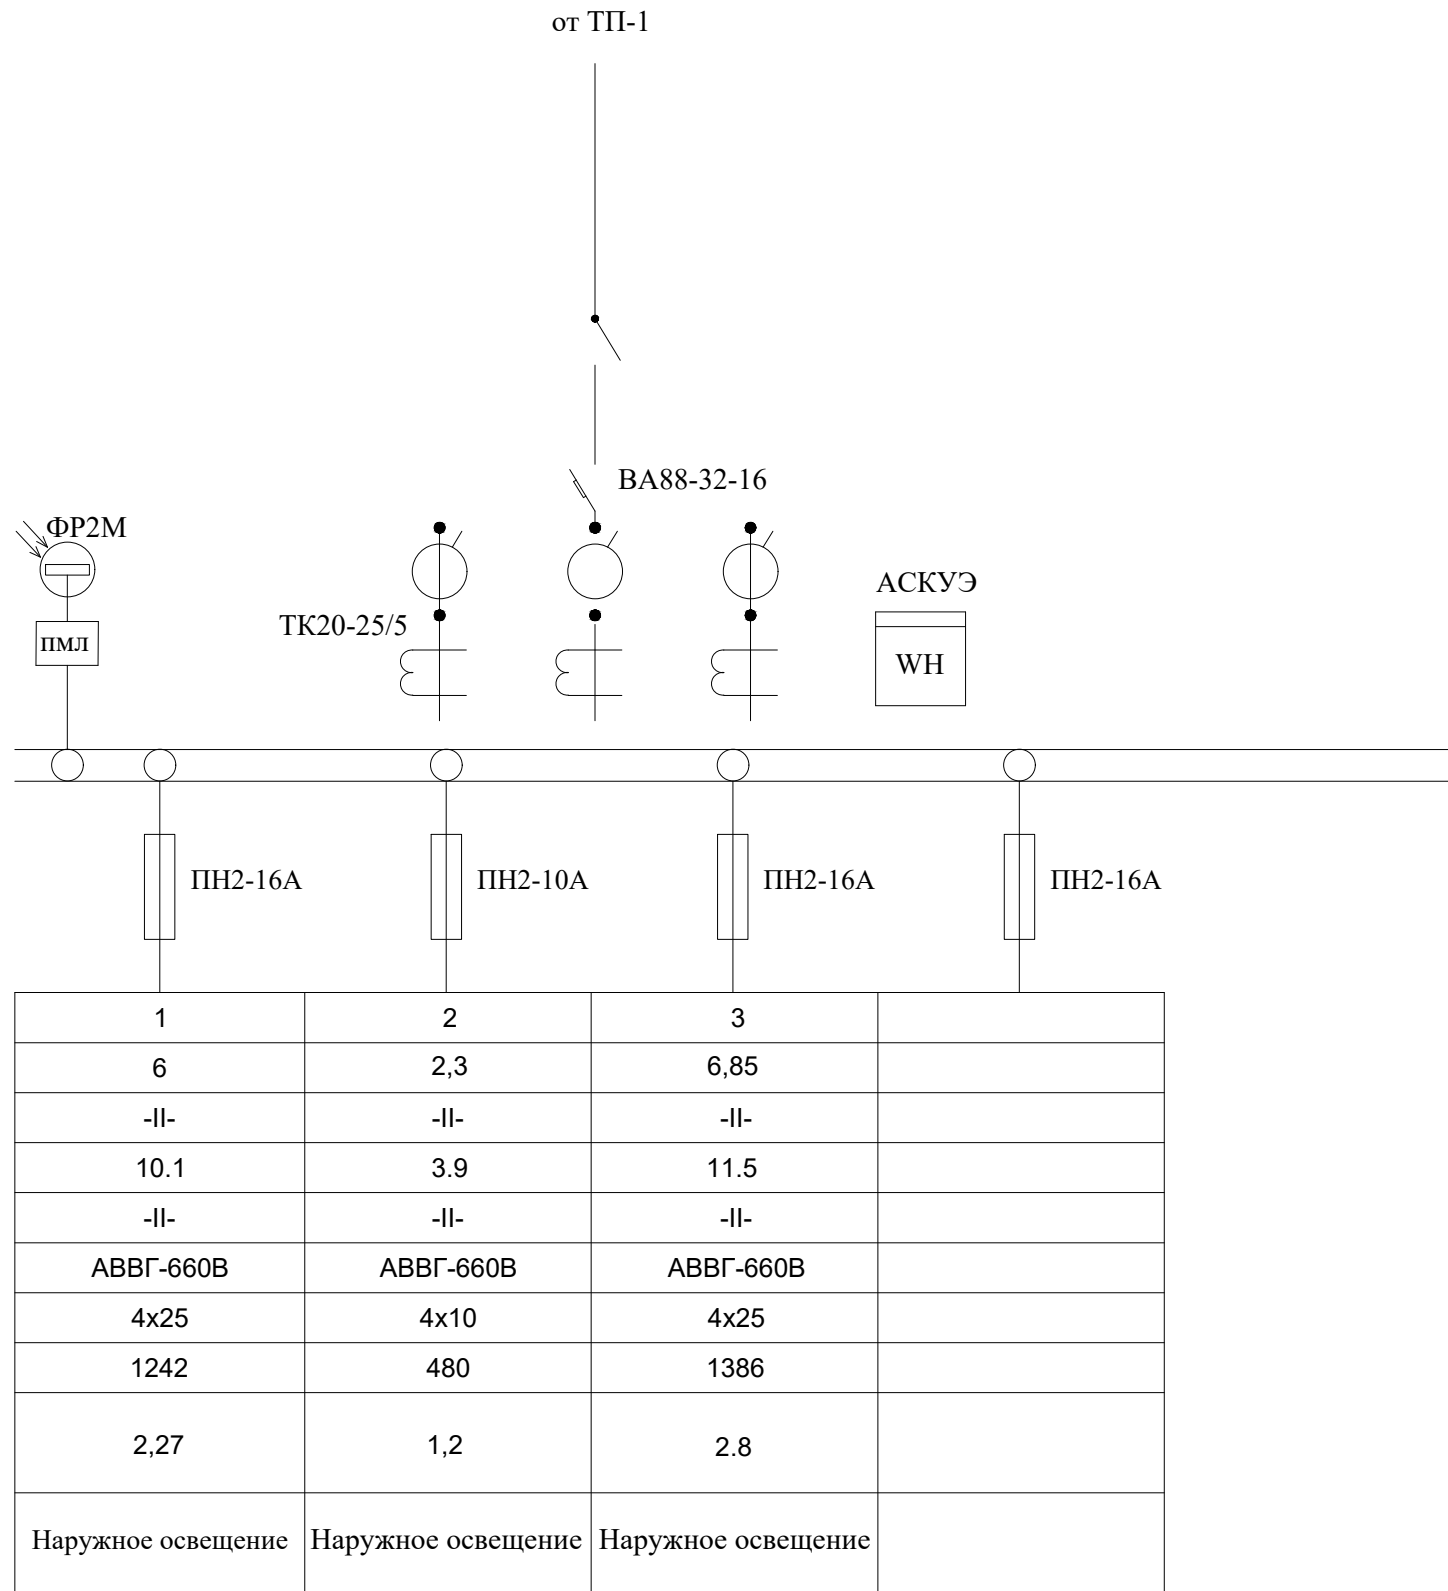 от ТП-1
ВА88-32-16
ФР2М
АСКУЭ
ТК20-25/5
ПМЛ
WH
ПН2-16А ПН2-10А ПН2-16А ПН2-16А
1 2 3
6 2,3 6,85
-II- -II- -II-
10.1 3.9 11.5
-II- -II- -II-
АВВГ-660В АВВГ-660В АВВГ-660В
4х25 4х10 4х25
1242 480 1386
2,27 1,2 2.8
Наружное освещение Наружное освещение Наружное освещение